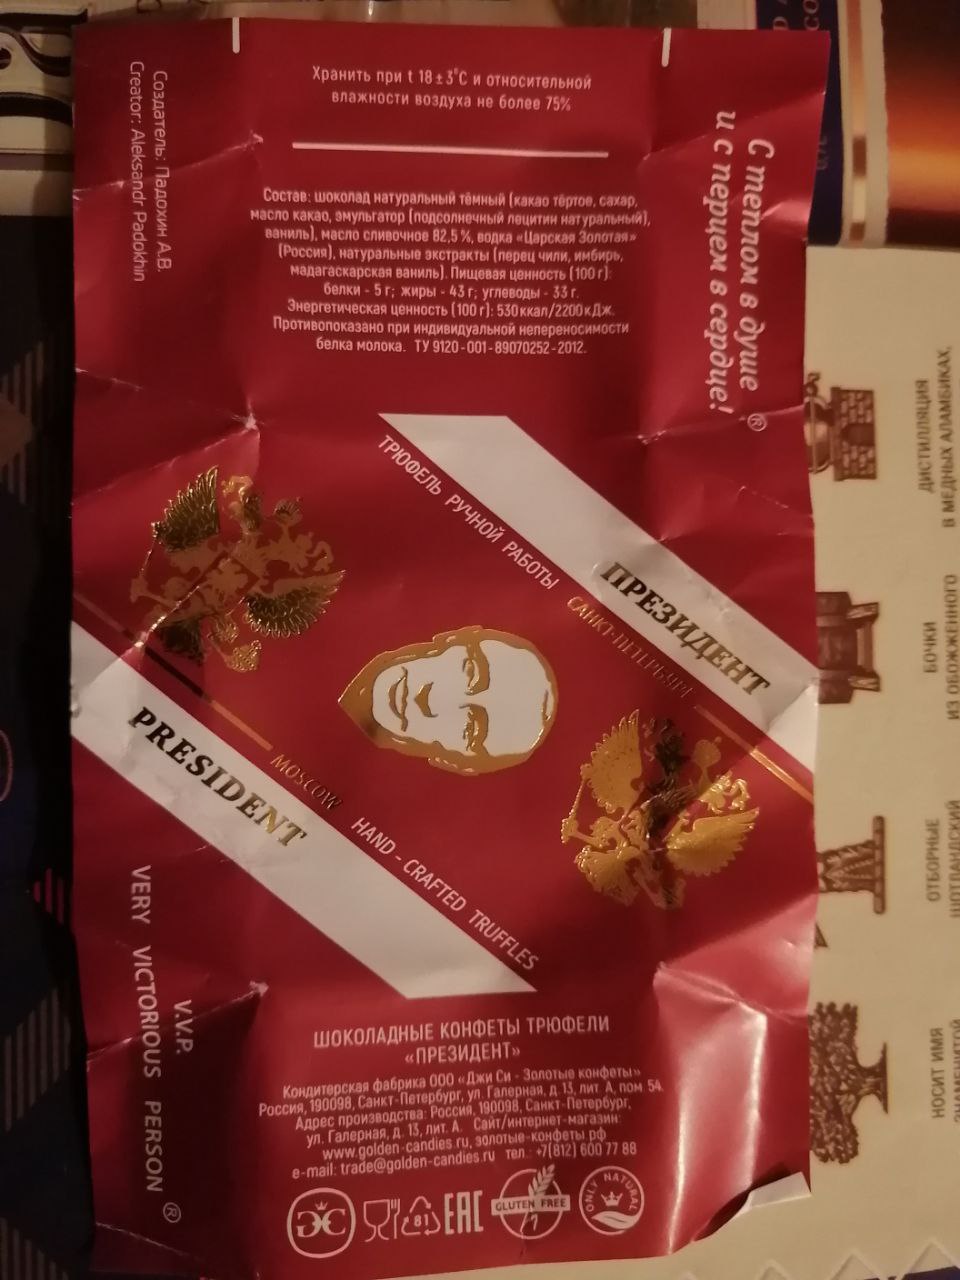 Хранить при t 18 ± 3°C и относительной
влажности воздуха не более 75%
Создатель: Падохин А.В.
Creator: Aleksandr Padokhin
С теплом в душе
и с перцем в сердце!®
Состав: шоколад натуральный тёмный (какао тёртое, сахар,
масло какао, эмульгатор (подсолнечный лецитин натуральный),
ваниль), масло сливочное 82,5 %, водка «Царская Золотая»
(Россия), натуральные экстракты (перец чили, имбирь,
мадагаскарская ваниль). Пищевая ценность (100 г):
белки - 5 г; жиры - 43 г; углеводы - 33 г.
Энергетическая ценность (100 г): 530 ккал/2200 кДж.
Противопоказано при индивидуальной непереносимости
белка молока. ТУ 9120-001-89070252-2012.
ПРЕЗИДЕНТ
ТРЮФЕЛЬ РУЧНОЙ РАБОТЫ САНКТ-ПЕТЕРБУРГ
PRESIDENT
MOSCOW HAND - CRAFTED TRUFFLES
V.V.P.
VERY VICTORIOUS PERSON ®
ШОКОЛАДНЫЕ КОНФЕТЫ ТРЮФЕЛИ
«ПРЕЗИДЕНТ»
Кондитерская фабрика ООО «Джи Си - Золотые конфеты»
Россия, 190098, Санкт-Петербург, ул. Галерная, д. 13, лит. А, пом. 54.
Адрес производства: Россия, 190098, Санкт-Петербург,
ул. Галерная, д. 13, лит. А. Сайт/интернет-магазин:
www.golden-candies.ru, золотые-конфеты.рф
e-mail: trade@golden-candies.ru тел.: +7(812) 600 77 88
81
EAC
GLUTEN FREE
ONLY NATURAL
ДИСТИЛЛЯЦИЯ
В МЕДНЫХ АЛАМБИКАХ,
БОЧКИ
ИЗ ОБОЖЖЕННОГО
ОТБОРНЫЕ
ШОТЛАНДСКИЙ
НОСИТ ИМЯ
ЗНАМЕНИТОЙ